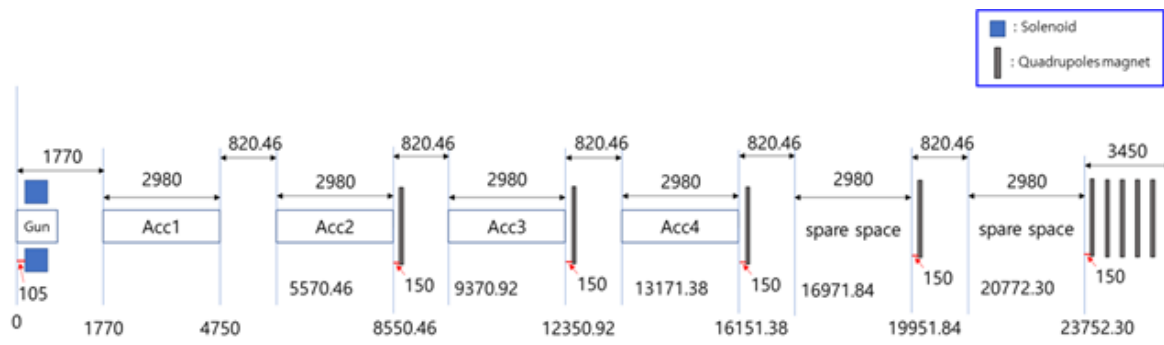 : Solenoid
: Quadrupoles magnet
820.46 820.46 820.46 820.46 820.46
1770 3450
2980 2980 2980 2980 2980 2980
Gun Acc1 Acc2 Acc3 Acc4 spare space spare space
105 5570.46 150 9370.92 150 13171.38 150 16971.84 150 20772.30 150
0 1770 4750 8550.46 12350.92 16151.38 19951.84 23752.30